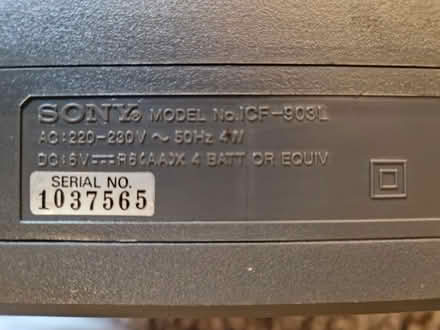 SONY® MODEL No.ICF-903L
AC:220-230V ~ 50Hz 4W
DC:6V⎓R6(AA)X 4 BATT OR EQUIV
SERIAL NO.
1037565